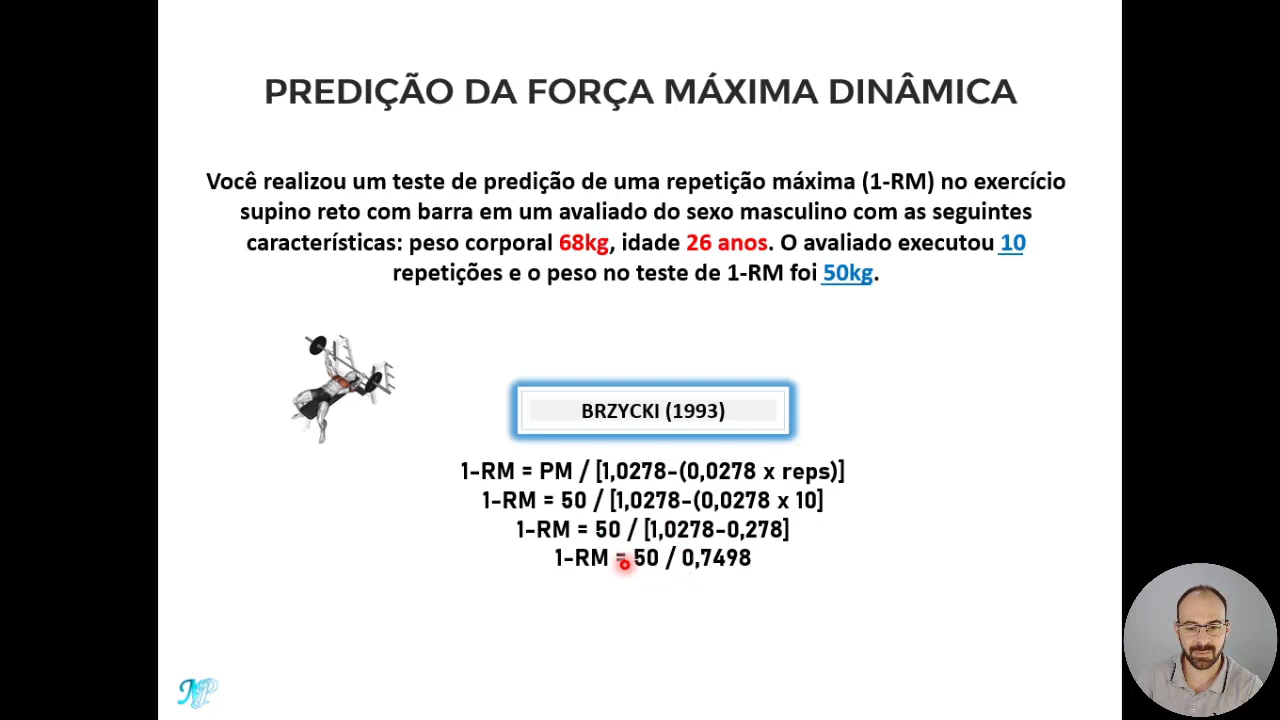 PREDIÇÃO DA FORÇA MÁXIMA DINÂMICA
Você realizou um teste de predição de uma repetição máxima (1-RM) no exercício
supino reto com barra em um avaliado do sexo masculino com as seguintes
características: peso corporal 68kg, idade 26 anos. O avaliado executou 10
repetições e o peso no teste de 1-RM foi 50kg.
BRZYCKI (1993)
1-RM = PM / [1,0278-(0,0278 x reps)]
1-RM = 50 / [1,0278-(0,0278 x 10]
1-RM = 50 / [1,0278-0,278]
1-RM = 50 / 0,7498
NP